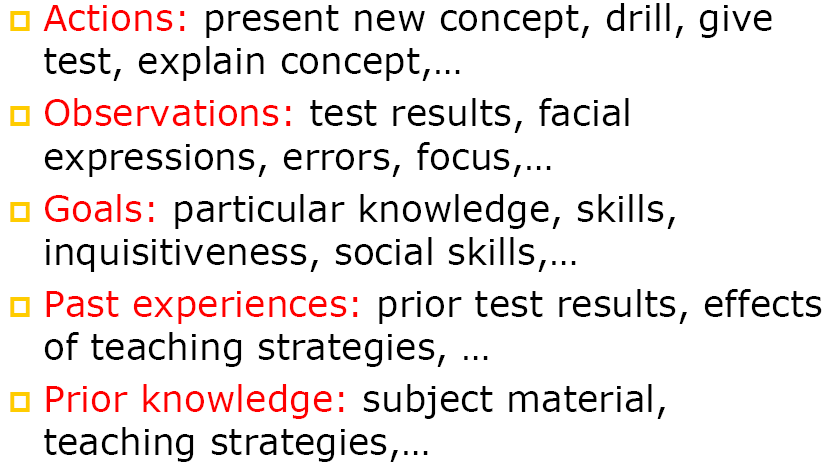 Actions: present new concept, drill, give
test, explain concept,…
Observations: test results, facial
expressions, errors, focus,…
Goals: particular knowledge, skills,
inquisitiveness, social skills,…
Past experiences: prior test results, effects
of teaching strategies, …
Prior knowledge: subject material,
teaching strategies,…